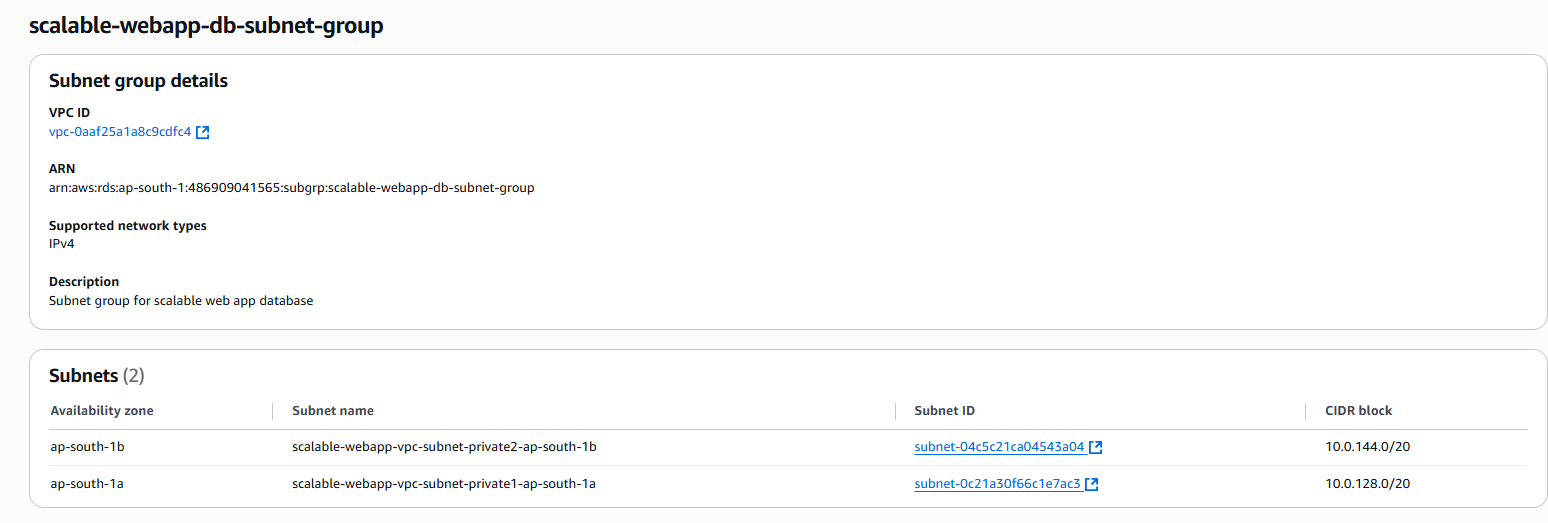 scalable-webapp-db-subnet-group
Subnet group details
VPC ID
vpc-0aaf25a1a8c9cdfc4
ARN
arn:aws:rds:ap-south-1:486909041565:subgrp:scalable-webapp-db-subnet-group
Supported network types
IPv4
Description
Subnet group for scalable web app database
Subnets (2)
Availability zone Subnet name Subnet ID CIDR block
ap-south-1b scalable-webapp-vpc-subnet-private2-ap-south-1b subnet-04c5c21ca04543a04 10.0.144.0/20
ap-south-1a scalable-webapp-vpc-subnet-private1-ap-south-1a subnet-0c21a30f66c1e7ac3 10.0.128.0/20